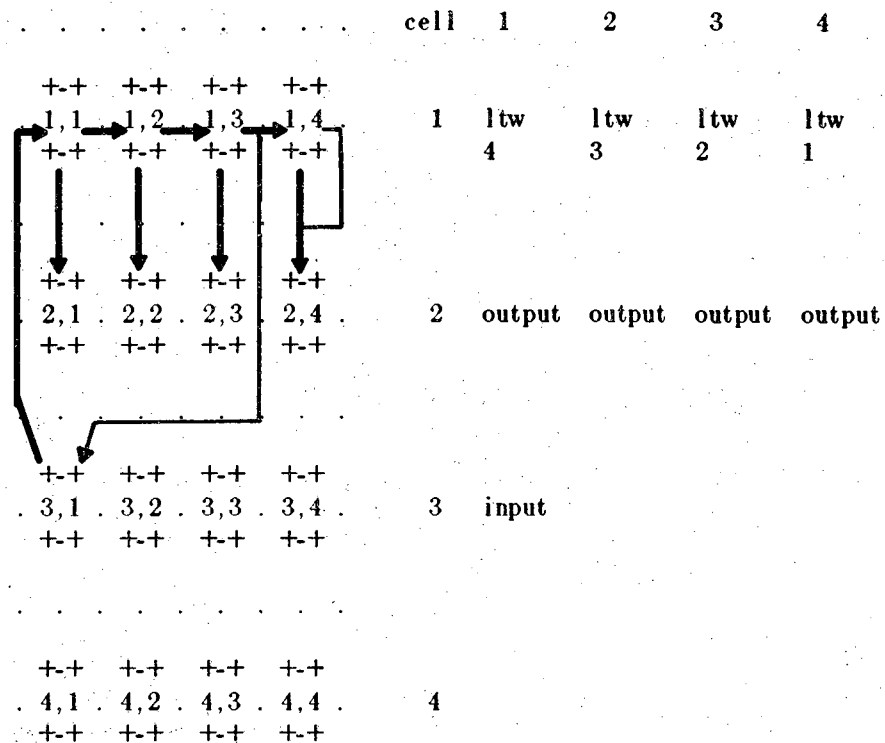 . . . . . . . . . cell 1 2 3 4
+-+ +-+ +-+ +-+
1,1 1,2 1,3 1,4 . 1 ltw ltw ltw ltw
+-+ +-+ +-+ +-+ 4 3 2 1
. . . .
+-+ +-+ +-+ +-+
. 2,1 . 2,2 . 2,3 . 2,4 . 2 output output output output
+-+ +-+ +-+ +-+
. . . . . . . .
+-+ +-+ +-+ +-+
. 3,1 . 3,2 . 3,3 . 3,4 . 3 input
+-+ +-+ +-+ +-+
. . . . . . . . .
+-+ +-+ +-+ +-+
. 4,1 . 4,2 . 4,3 . 4,4 . 4
+-+ +-+ +-+ +-+